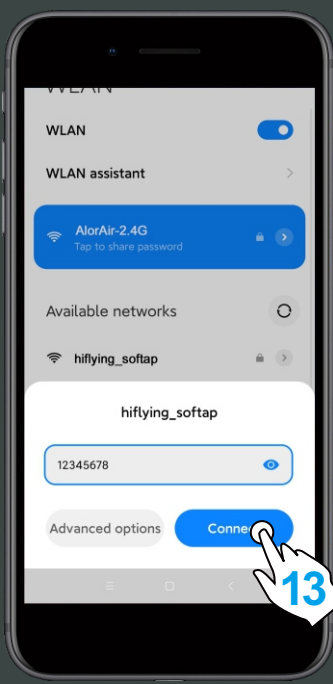 WLAN
WLAN
WLAN assistant
AlorAir-2.4G
Tap to share password
Available networks
hiflying_softap
hiflying_softap
12345678
Advanced options
Connec
13